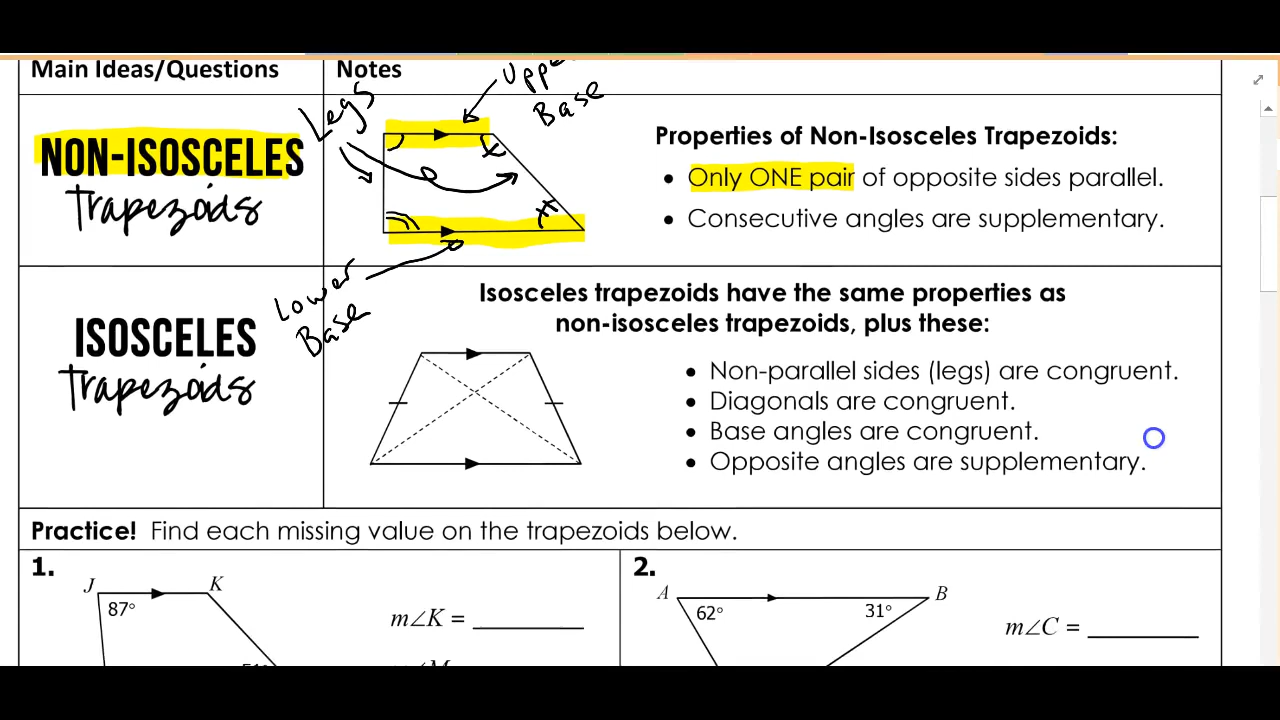 Main Ideas/Questions
Notes
NON-ISOSCELES
Trapezoids
Legs
Base
Lower
Base
Properties of Non-Isosceles Trapezoids:
• Only ONE pair of opposite sides parallel.
• Consecutive angles are supplementary.
ISOSCELES
Trapezoids
Isosceles trapezoids have the same properties as
non-isosceles trapezoids, plus these:
• Non-parallel sides (legs) are congruent.
• Diagonals are congruent.
• Base angles are congruent.
• Opposite angles are supplementary.
Practice! Find each missing value on the trapezoids below.
1.
J
K
87°
m∠K = ________
2.
A
B
62°
31°
m∠C = ________